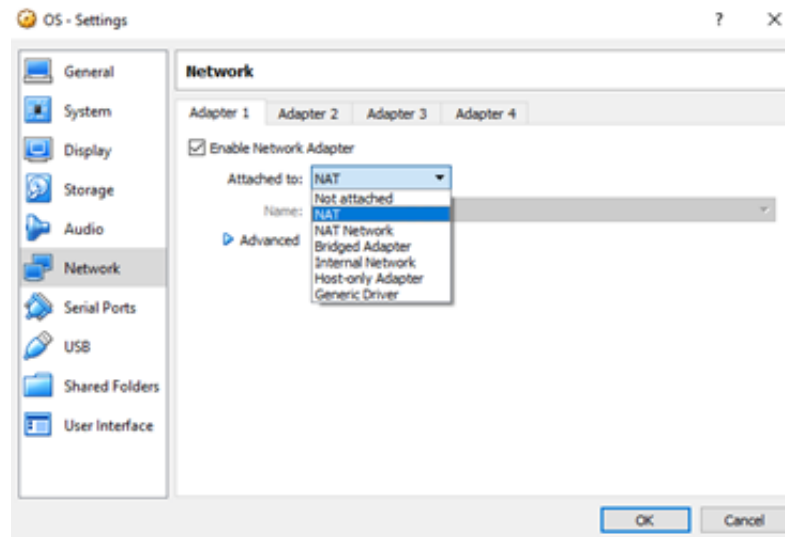 OS - Settings
?
General
System
Display
Storage
Audio
Network
Serial Ports
USB
Shared Folders
User Interface
Network
Adapter 1 Adapter 2 Adapter 3 Adapter 4
Enable Network Adapter
Attached to: NAT
Name:
Advanced
Not attached
NAT
NAT Network
Bridged Adapter
Internal Network
Host-only Adapter
Generic Driver
OK Cancel